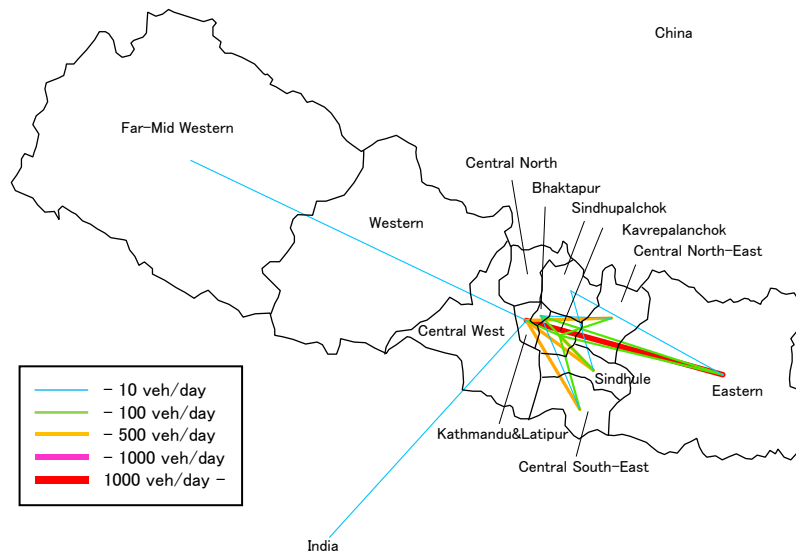 China
Far-Mid Western
Central North
Bhaktapur
Sindhupalchok
Western
Kavrepalanchok
Central North-East
Central West
Sindhule
Eastern
Kathmandu&Latipur
Central South-East
India
- 10 veh/day
- 100 veh/day
- 500 veh/day
- 1000 veh/day
1000 veh/day -